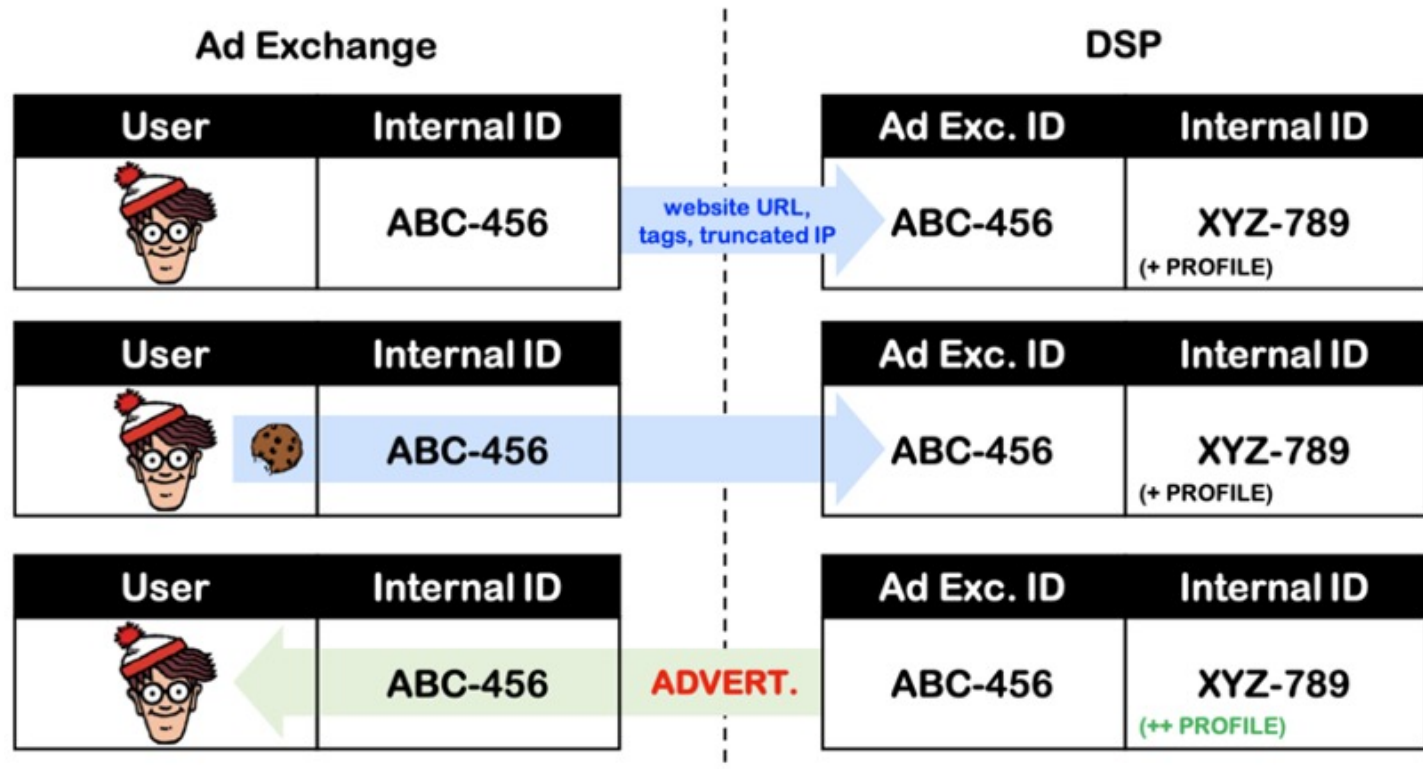 Ad Exchange
DSP
User Internal ID
Ad Exc. ID Internal ID
ABC-456
website URL,
tags, truncated IP
ABC-456
XYZ-789
(+ PROFILE)
User Internal ID
Ad Exc. ID Internal ID
ABC-456
ABC-456
XYZ-789
(+ PROFILE)
User Internal ID
Ad Exc. ID Internal ID
ABC-456
ADVERT.
ABC-456
XYZ-789
(++ PROFILE)